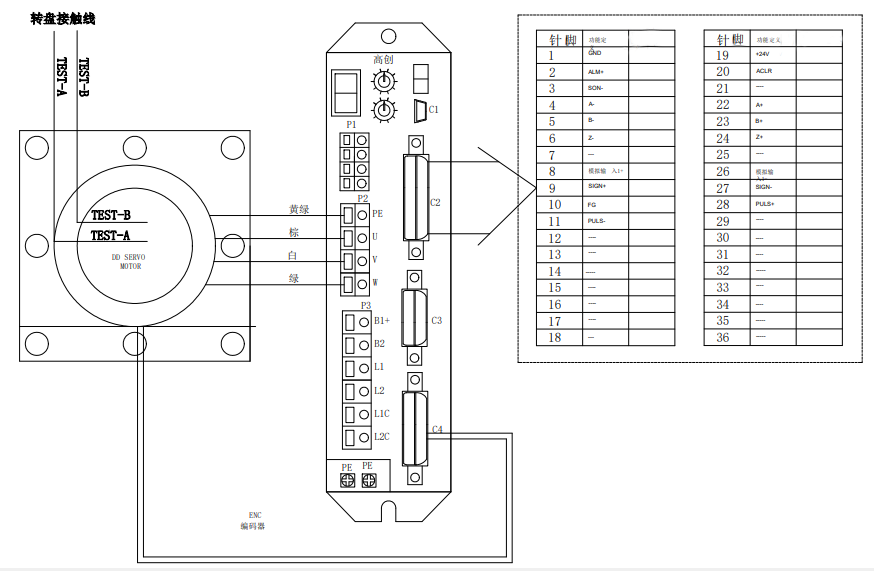 转盘接触线
TEST-A
TEST-B
TEST-B
TEST-A
DD SERVO
MOTOR
黄绿
棕
白
绿
高创
C1
P1
P2
PE
U
V
W
C2
P3
B1+
B2
L1
L2
L1C
L2C
C3
C4
PE PE
ENC
编码器
针脚 功能定义
1 GND
2 ALM+
3 SON-
4 A-
5 B-
6 Z-
7 ---
8 模拟输入1+
9 SIGN+
10 FG
11 PULS-
12 ----
13 ----
14 -----
15 ----
16 ----
17 ----
18 ---
针脚 功能定义
19 +24V
20 ACLR
21 ----
22 A+
23 B+
24 Z+
25 ----
26 模拟输入1-
27 SIGN-
28 PULS+
29 ----
30 ----
31 ----
32 -----
33 ----
34 ----
35 -----
36 -----